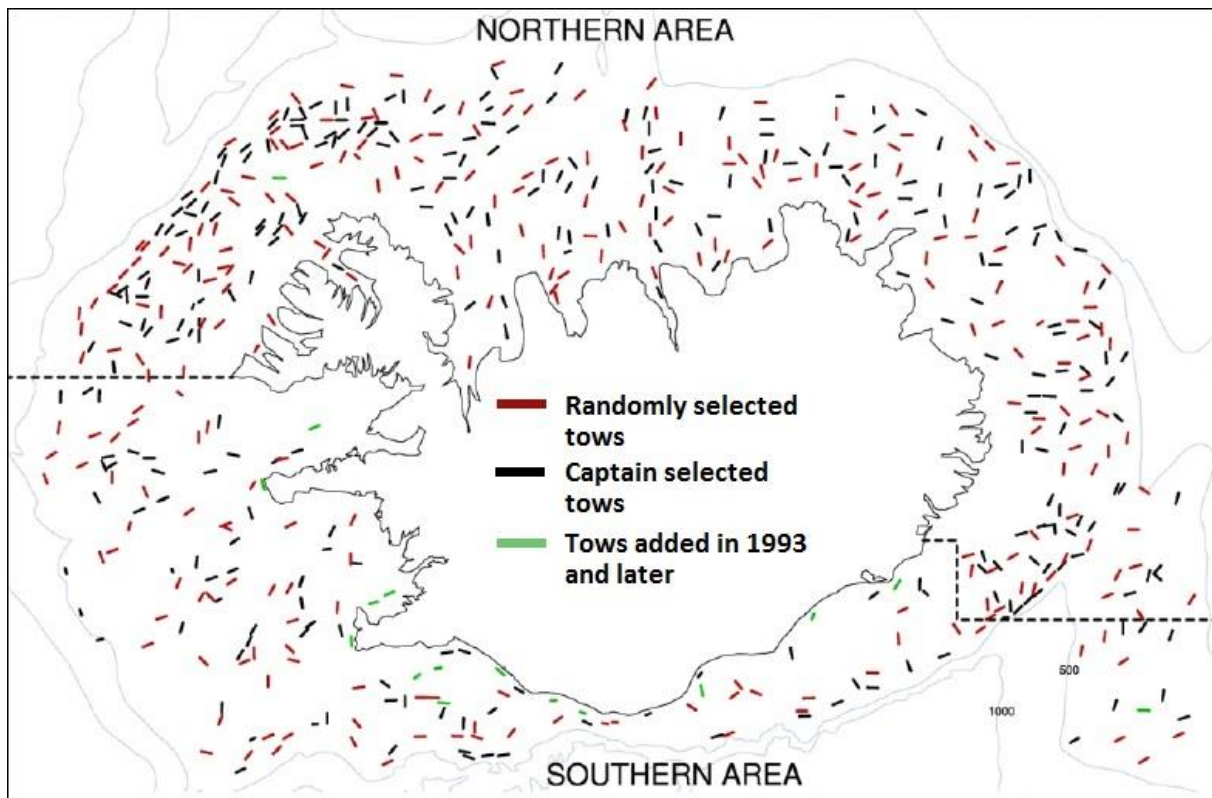 NORTHERN AREA
Randomly selected
tows
Captain selected
tows
Tows added in 1993
and later
500
1000
SOUTHERN AREA